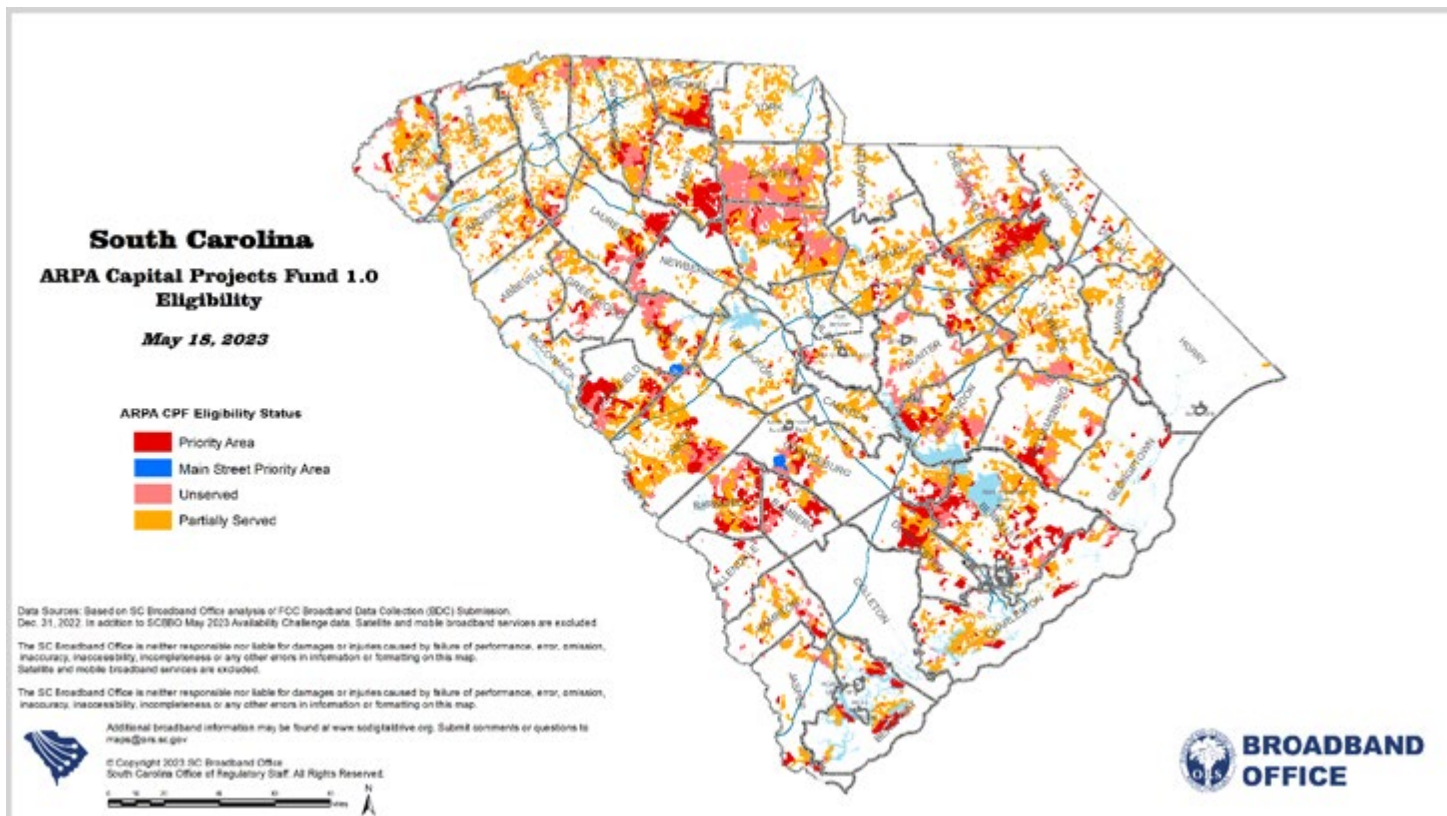 South Carolina
ARPA Capital Projects Fund 1.0
Eligibility
May 18, 2023
ARPA CPF Eligibility Status
Priority Area
Main Street Priority Area
Unserved
Partially Served
YORK
LAURENS
NEWBERRY
ABBEVILLE
MCCORMICK
SUMTER
MARION
HORRY
GEORGETOWN
BAMBERG
ALLENDALE
COLLETON
CHARLESTON
Data Sources: Based on SC Broadband Office analysis of FCC Broadband Data Collection (BDC) Submission.
Dec. 31, 2022. In addition to SCBBO May 2023 Availability Challenge data. Satellite and mobile broadband services are excluded
The SC Broadband Office is neither responsible nor liable for damages or injuries caused by failure of performance, error, omission,
inaccuracy, inaccessibility, incompleteness or any other errors in information or formatting on this map.
Satellite and mobile broadband services are excluded.
The SC Broadband Office is neither responsible nor liable for damages or injuries caused by failure of performance, error, omission,
inaccuracy, inaccessibility, incompleteness or any other errors in information or formatting on this map.
Additional broadband information may be found at www.scdigitaldrive.org. Submit comments or questions to
maps@ors.sc.gov
© Copyright 2023 SC Broadband Office
South Carolina Office of Regulatory Staff. All Rights Reserved.
Miles
N
ORS
BROADBAND
OFFICE